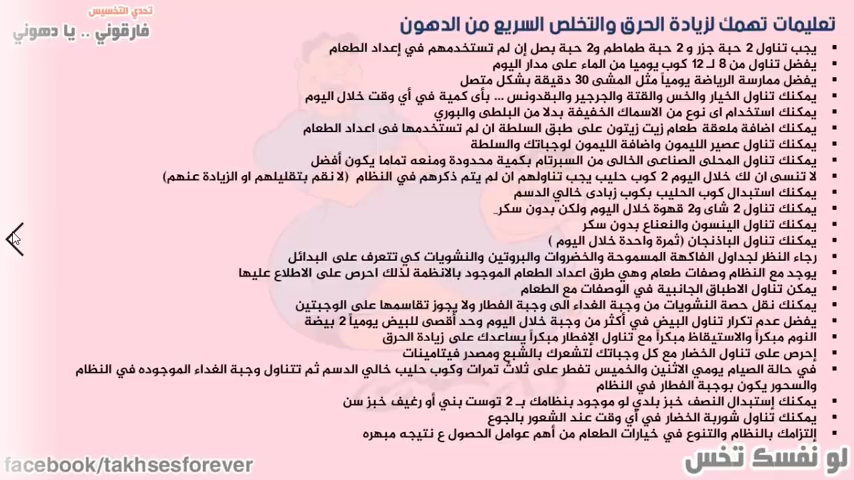 تحدي التخسيس
فارقوني .. يا دهوني
تعليمات تهمك لزيادة الحرق والتخلص السريع من الدهون
يجب تناول 2 حبة جزر و 2 حبة طماطم و2 حبة بصل إن لم تستخدمهم في إعداد الطعام
يفضل تناول من 8 لـ 12 كوب يوميا من الماء على مدار اليوم
يفضل ممارسة الرياضة يومياً مثل المشى 30 دقيقة بشكل متصل
يمكنك تناول الخيار والخس والقتة والجرجير والبقدونس ... بأى كمية في أي وقت خلال اليوم
يمكنك استخدام اى نوع من الاسماك الخفيفة بدلا من البلطى والبوري
يمكنك اضافة ملعقة طعام زيت زيتون على طبق السلطة ان لم تستخدمها فى اعداد الطعام
يمكنك تناول عصير الليمون واضافة الليمون لوجباتك والسلطة
يمكنك تناول المحلى الصناعى الخالى من السبرتام بكمية محدودة ومنعه تماما يكون أفضل
لا تنسى ان لك خلال اليوم 2 كوب حليب يجب تناولهم ان لم يتم ذكرهم في النظام (لا نقم بتقليلهم او الزيادة عنهم)
يمكنك استبدال كوب الحليب بكوب زبادى خالي الدسم
يمكنك تناول 2 شاى و2 قهوة خلال اليوم ولكن بدون سكر
يمكنك تناول الينسون والنعناع بدون سكر
يمكنك تناول الباذنجان (ثمرة واحدة خلال اليوم )
رجاء النظر لجداول الفاكهة المسموحة والخضروات والبروتين والنشويات كي تتعرف على البدائل
يوجد مع النظام وصفات طعام وهي طرق اعداد الطعام الموجود بالانظمة لذلك احرص على الاطلاع عليها
يمكن تناول الاطباق الجانبية في الوصفات مع الطعام
يمكنك نقل حصة النشويات من وجبة الغداء الى وجبة الفطار ولا يجوز تقاسمها على الوجبتين
يفضل عدم تكرار تناول البيض في أكثر من وجبة خلال اليوم وحد أقصى للبيض يومياً 2 بيضة
النوم مبكراً والاستيقاظ مبكراً مع تناول الإفطار مبكراً يساعدك على زيادة الحرق
إحرص على تناول الخضار مع كل وجباتك لتشعرك بالشبع ومصدر فيتامينات
في حالة الصيام يومي الاثنين والخميس تفطر على ثلاث تمرات وكوب حليب خالي الدسم ثم تتناول وجبة الغداء الموجوده في النظام
والسحور يكون بوجبة الفطار في النظام
يمكنك إستبدال النصف خبز بلدي لو موجود بنظامك بـ 2 توست بني أو رغيف خبز سن
يمكنك تناول شوربة الخضار في أي وقت عند الشعور بالجوع
إلتزامك بالنظام والتنوع في خيارات الطعام من أهم عوامل الحصول ع نتيجه مبهره
لو نفسك تخس
facebook/takhsesforever